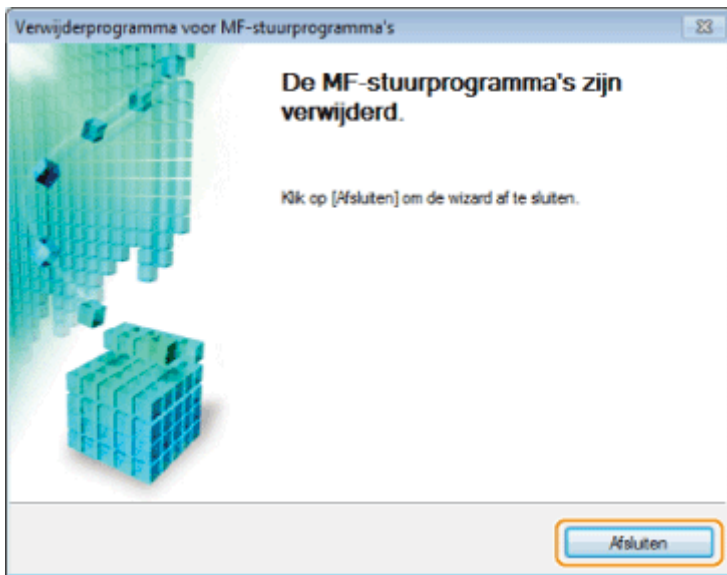 Verwijderprogramma voor MF-stuurprogramma's
De MF-stuurprogramma's zijn
verwijderd.
Klik op [Afsluiten] om de wizard af te sluiten.
Afsluiten